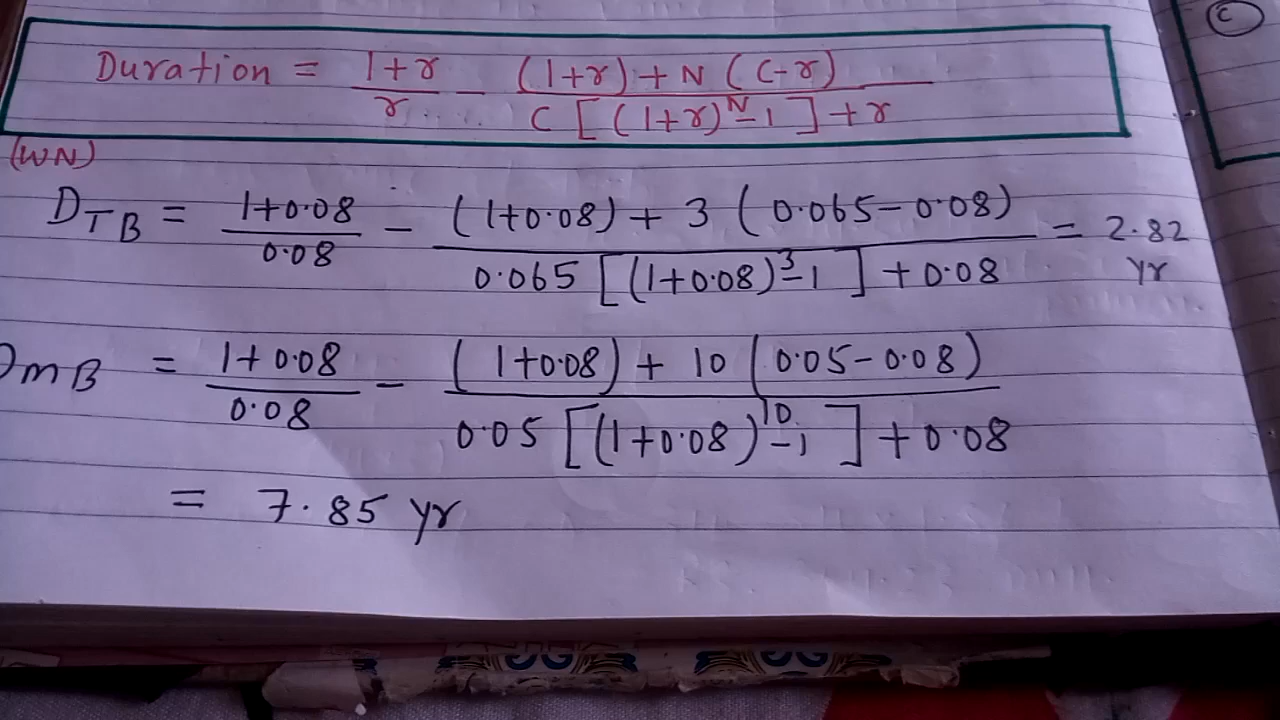 C
Duration = (1+r)/r - ((1+r) + N(C-r))/(C[(1+r)^N - 1] + r)
(WN)
D_TB = (1+0.08)/0.08 - ((1+0.08) + 3(0.065-0.08))/(0.065[(1+0.08)^3 - 1] + 0.08) = 2.82 yr
DMB = (1+0.08)/0.08 - ((1+0.08) + 10(0.05-0.08))/(0.05[(1+0.08)^10 - 1] + 0.08)
= 7.85 yr